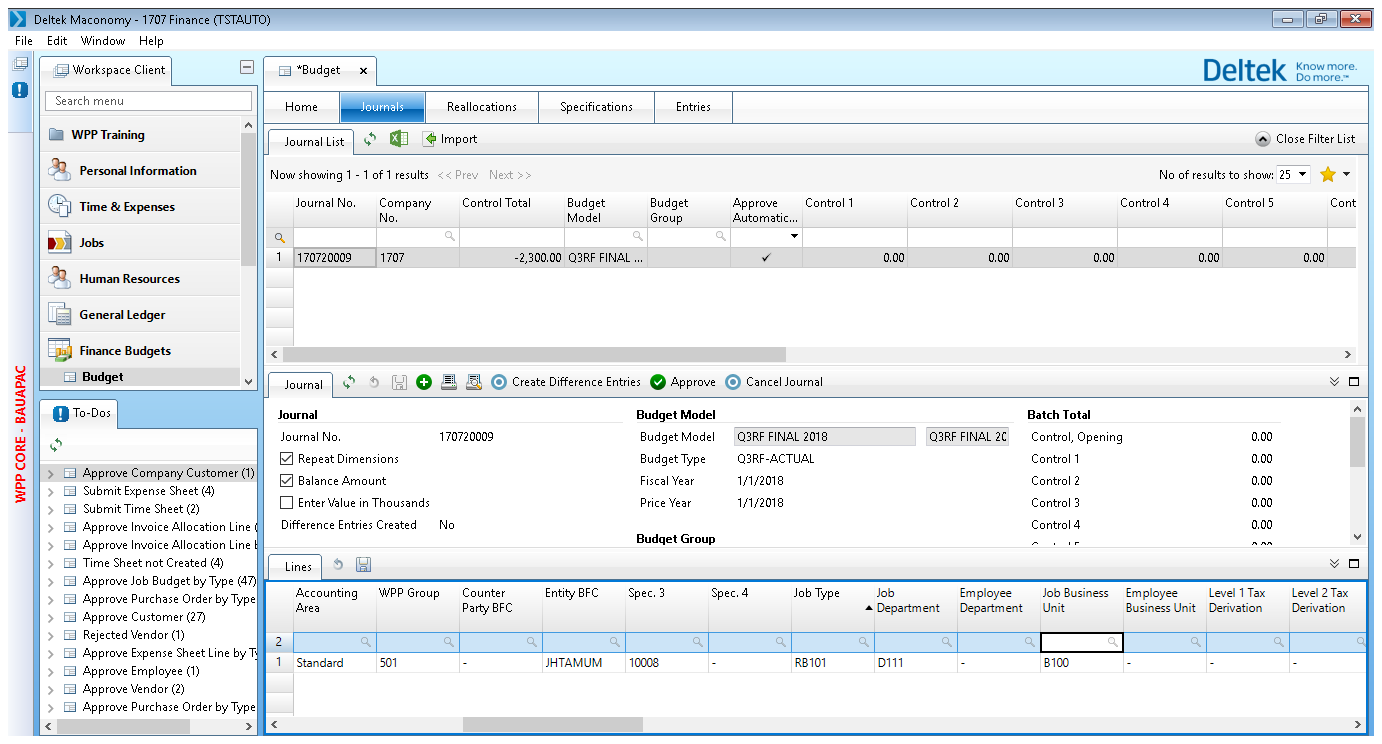 Deltek Maconomy - 1707 Finance (TSTAUTO)
File Edit Window Help
WPP CORE - BAUAPAC
Workspace Client
Search menu
WPP Training
Personal Information
Time & Expenses
Jobs
Human Resources
General Ledger
Finance Budgets
Budget
To-Dos
Approve Company Customer (1)
Submit Expense Sheet (4)
Submit Time Sheet (2)
Approve Invoice Allocation Line
Approve Invoice Allocation Line
Time Sheet not Created (4)
Approve Job Budget by Type (47)
Approve Purchase Order by Type
Approve Customer (27)
Rejected Vendor (1)
Approve Expense Sheet Line by
Approve Employee (1)
Approve Vendor (2)
Approve Purchase Order by Type
*Budget x
Deltek Know more. Do more.™
Home Journals Reallocations Specifications Entries
Journal List Import Close Filter List
Now showing 1 - 1 of 1 results << Prev Next >> No of results to show: 25
Journal No. Company No. Control Total Budget Model Budget Group Approve Automatic... Control 1 Control 2 Control 3 Control 4 Control 5 Cont
1 170720009 1707 -2,300.00 Q3RF FINAL ... 0.00 0.00 0.00 0.00 0.00
Journal Create Difference Entries Approve Cancel Journal
Journal
Journal No. 170720009
Repeat Dimensions
Balance Amount
Enter Value in Thousands
Difference Entries Created No
Budget Model
Budget Model Q3RF FINAL 2018 Q3RF FINAL 20
Budget Type Q3RF-ACTUAL
Fiscal Year 1/1/2018
Price Year 1/1/2018
Budget Group
Batch Total
Control, Opening 0.00
Control 1 0.00
Control 2 0.00
Control 3 0.00
Control 4 0.00
Lines
Accounting Area WPP Group Counter Party BFC Entity BFC Spec. 3 Spec. 4 Job Type Job Department Employee Department Job Business Unit Employee Business Unit Level 1 Tax Derivation Level 2 Tax Derivation
2
1 Standard 501 - JHTAMUM 10008 - RB101 D111 - B100 - - -